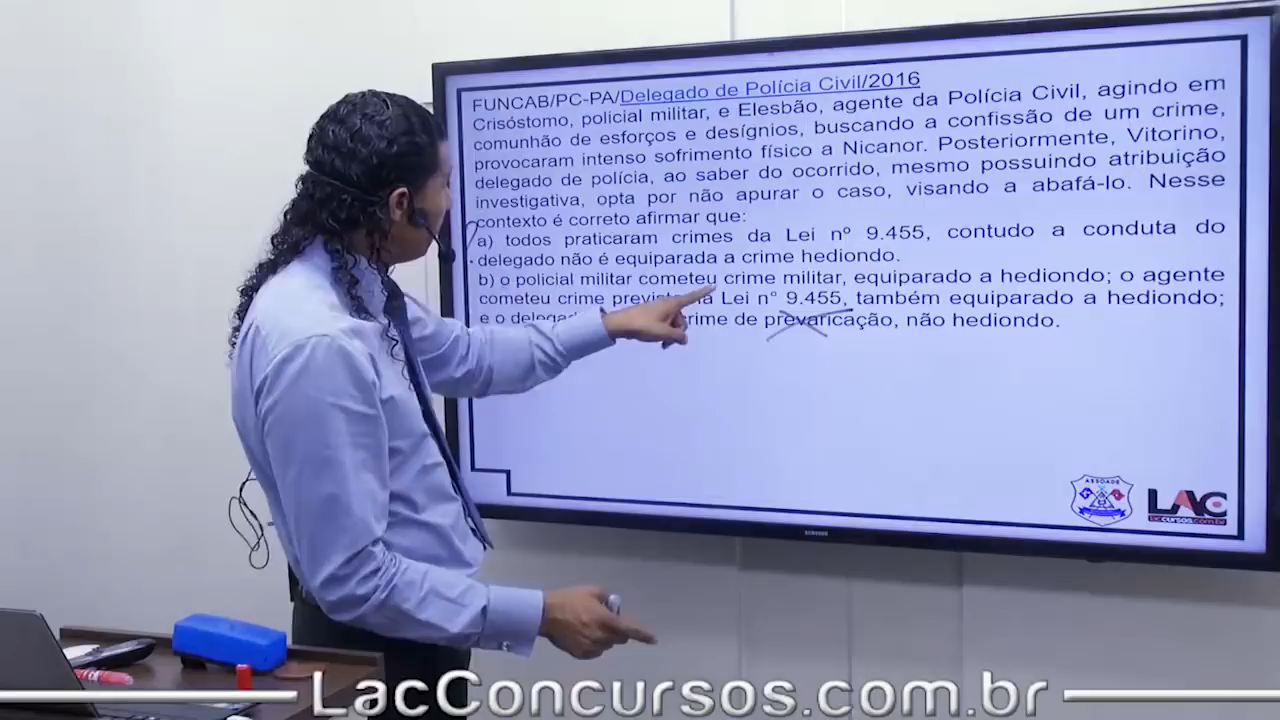 FUNCAB/PC-PA/Delegado de Polícia Civil/2016
Crisóstomo, policial militar, e Elesbão, agente da Polícia Civil, agindo em
comunhão de esforços e desígnios, buscando a confissão de um crime,
provocaram intenso sofrimento físico a Nicanor. Posteriormente, Vitorino,
delegado de polícia, ao saber do ocorrido, mesmo possuindo atribuição
investigativa, opta por não apurar o caso, visando a abafá-lo. Nesse
contexto é correto afirmar que:
a) todos praticaram crimes da Lei nº 9.455, contudo a conduta do
delegado não é equiparada a crime hediondo.
b) o policial militar cometeu crime militar, equiparado a hediondo; o agente
cometeu crime Lei n° 9.455, também equiparado a hediondo;
e o crime de prevaricação, não hediondo.
ASSOADE
LAC
lacconcursos.com.br
SAMSUNG
LacConcursos.com.br